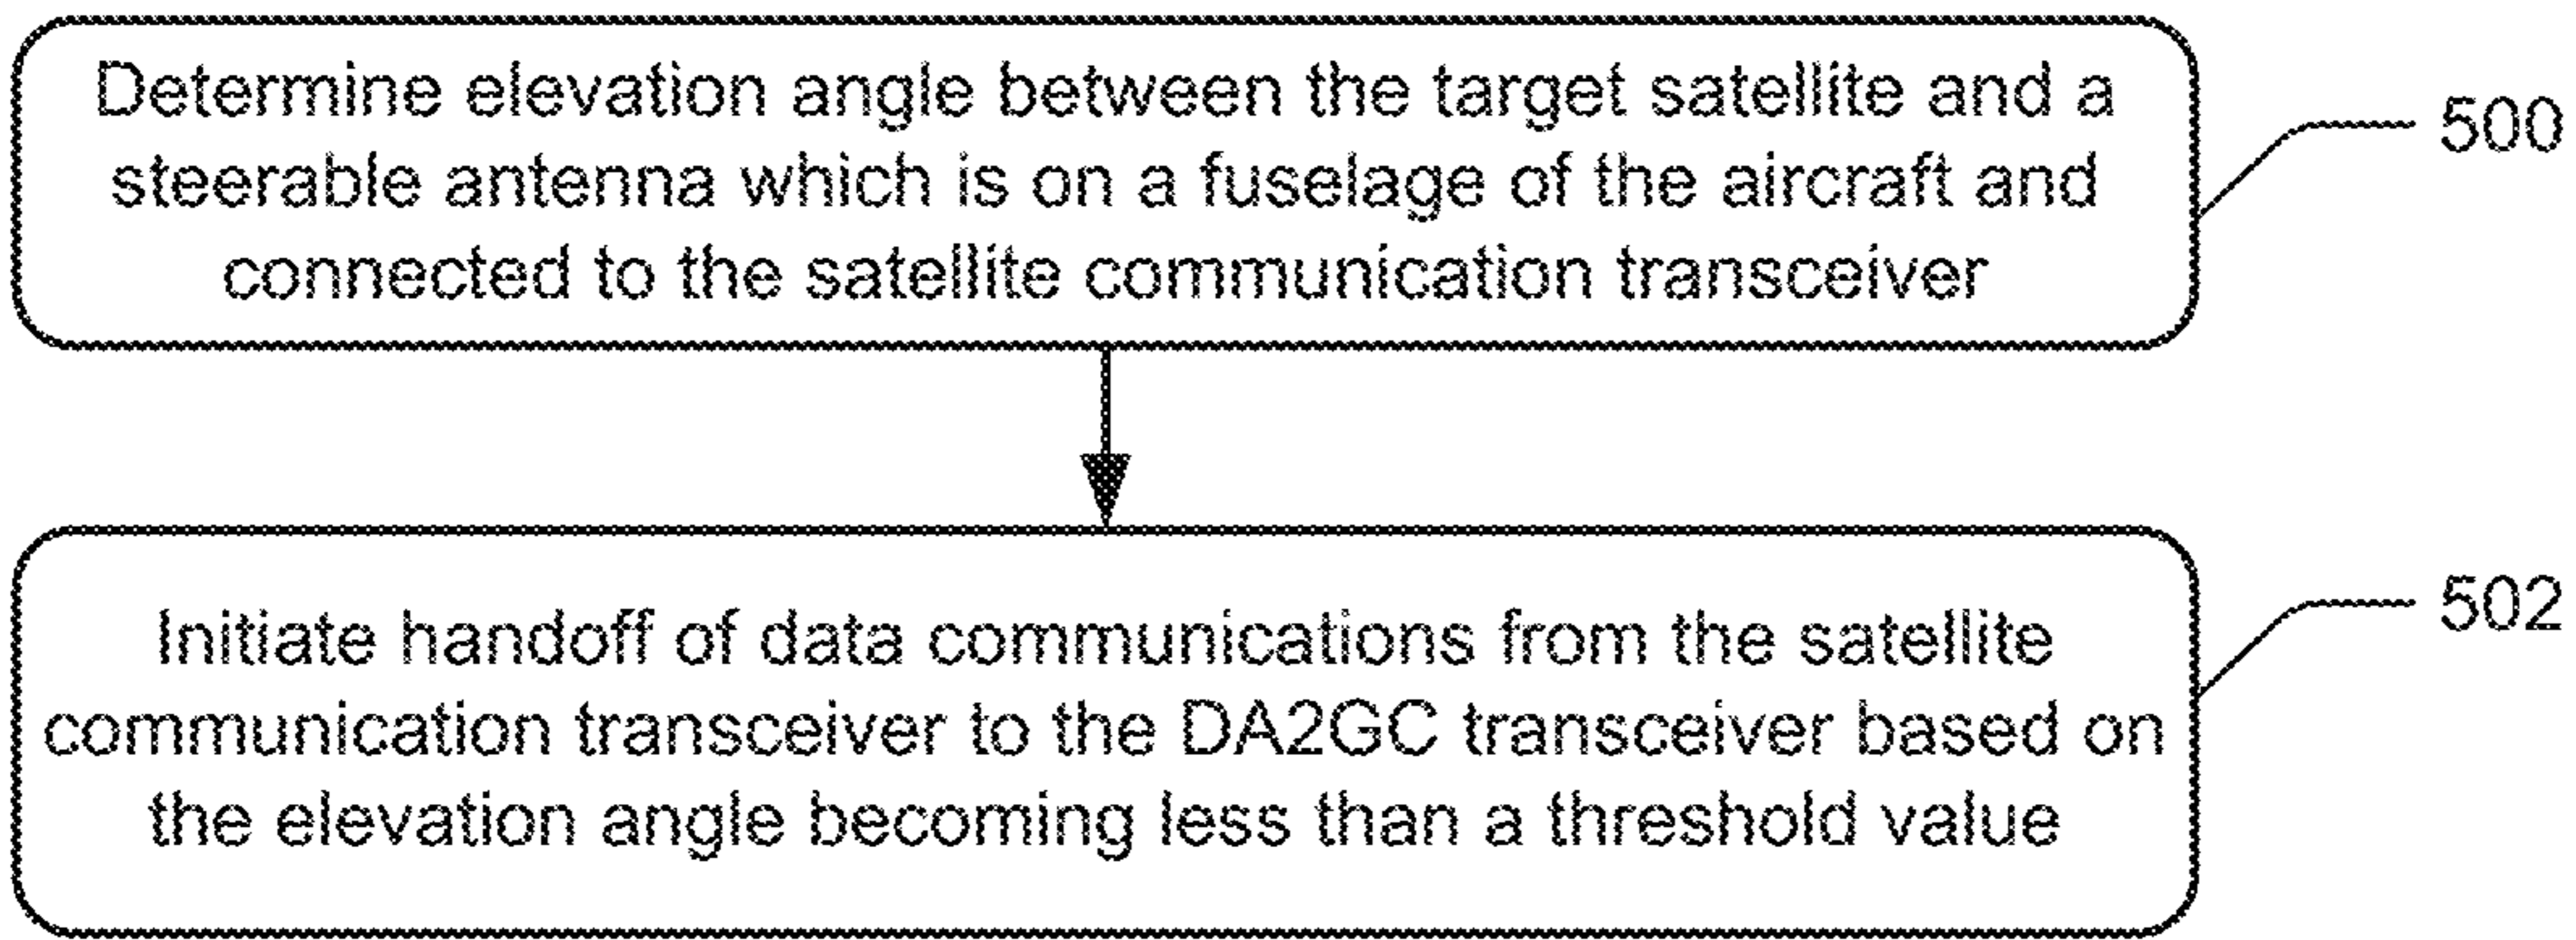 Determine elevation angle between the target satellite and a
steerable antenna which is on a fuselage of the aircraft and
connected to the satellite communication transceiver
500
Initiate handoff of data communications from the satellite
communication transceiver to the DA2GC transceiver based on
the elevation angle becoming less than a threshold value
502